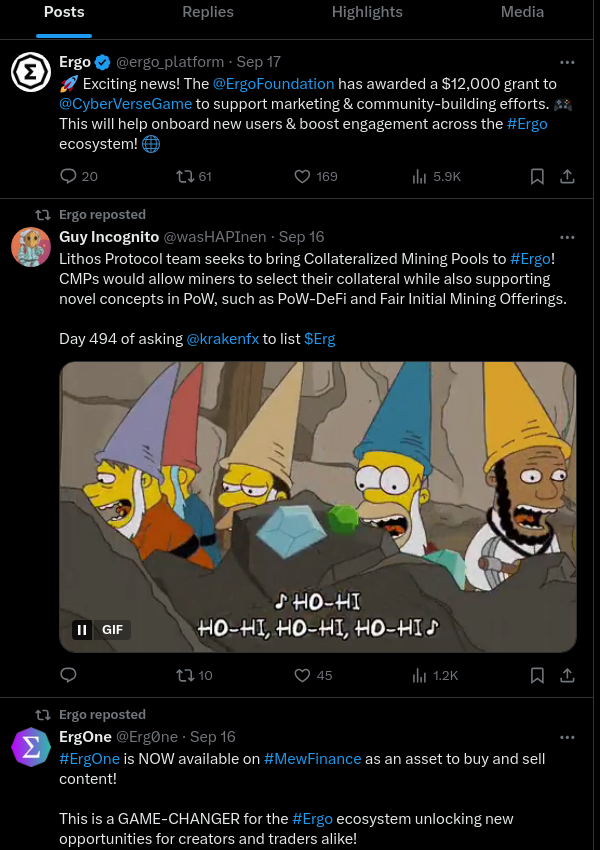 Posts Replies Highlights Media
Ergo @ergo_platform · Sep 17
🚀 Exciting news! The @ErgoFoundation has awarded a $12,000 grant to
@CyberVerseGame to support marketing & community-building efforts. 🎮
This will help onboard new users & boost engagement across the #Ergo
ecosystem! 🌐
20 61 169 5.9K
Ergo reposted
Guy Incognito @wasHAPInen · Sep 16
Lithos Protocol team seeks to bring Collateralized Mining Pools to #Ergo!
CMPs would allow miners to select their collateral while also supporting
novel concepts in PoW, such as PoW-DeFi and Fair Initial Mining Offerings.
Day 494 of asking @krakenfx to list $Erg
♪ HO-HI
HO-HI, HO-HI, HO-HI ♪
GIF
10 45 1.2K
Ergo reposted
ErgOne @Erg0ne · Sep 16
#ErgOne is NOW available on #MewFinance as an asset to buy and sell
content!
This is a GAME-CHANGER for the #Ergo ecosystem unlocking new
opportunities for creators and traders alike!